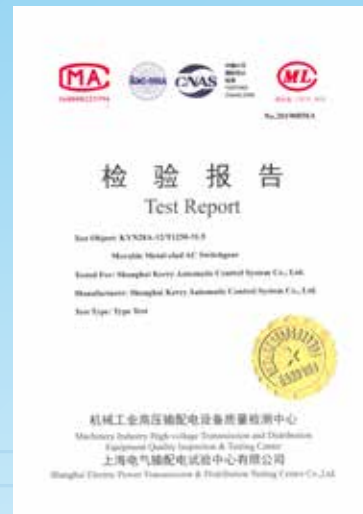 MA
ilac-MRA
CNAS
ML
检验报告
Test Report
Test Object: KYN28A-12/T1250-31.5
Movable Metal-clad AC Switchgear
Tested For: Shanghai Kerry Automatic Control System Co., Ltd.
Manufacturer: Shanghai Kerry Automatic Control System Co., Ltd.
Test Type: Type Test
机械工业高压输配电设备质量检测中心
Machinery Industry High-voltage Transmission and Distribution
Equipment Quality Inspection & Testing Center
上海电气输配电试验中心有限公司
Shanghai Electric Power Transmission & Distribution Testing Center Co.,Ltd.